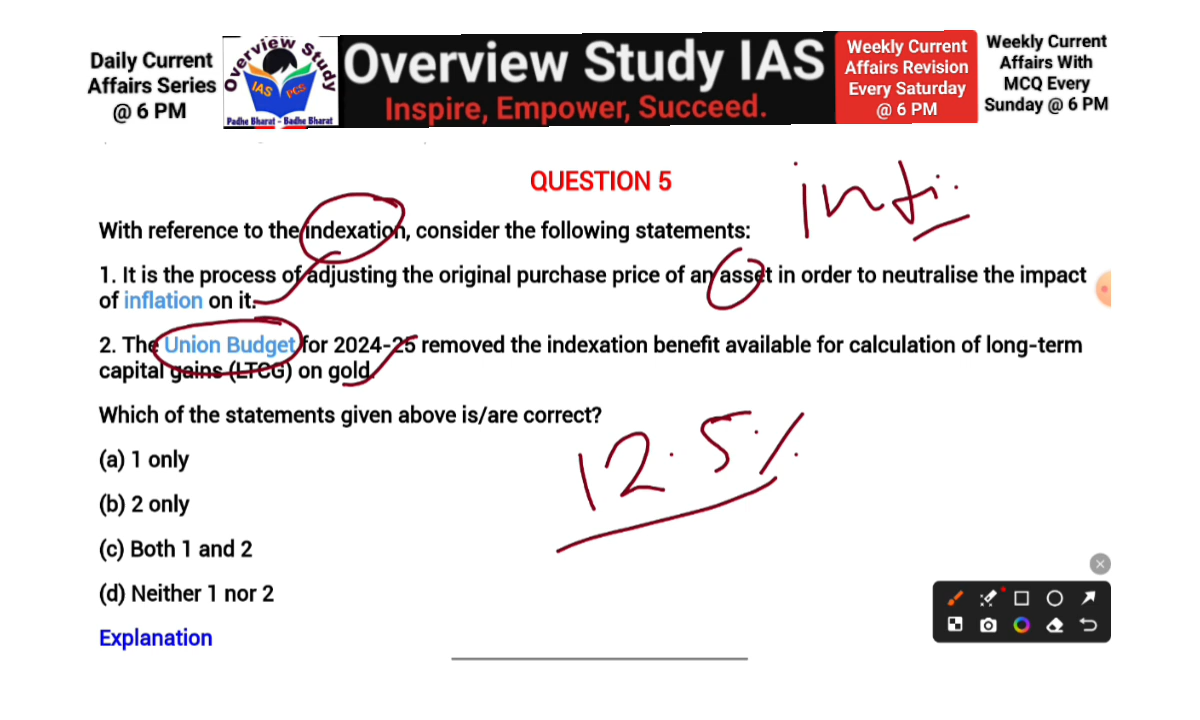 Daily Current
Affairs Series
@ 6 PM
Overview Study
IAS PCS
Padhe Bharat - Badhe Bharat
Overview Study IAS
Inspire, Empower, Succeed.
Weekly Current
Affairs Revision
Every Saturday
@ 6 PM
Weekly Current
Affairs With
MCQ Every
Sunday @ 6 PM
QUESTION 5
With reference to the indexation, consider the following statements:
1. It is the process of adjusting the original purchase price of an asset in order to neutralise the impact
of inflation on it.
2. The Union Budget for 2024-25 removed the indexation benefit available for calculation of long-term
capital gains (LTCG) on gold.
Which of the statements given above is/are correct?
12.5%
(a) 1 only
(b) 2 only
(c) Both 1 and 2
(d) Neither 1 nor 2
Explanation